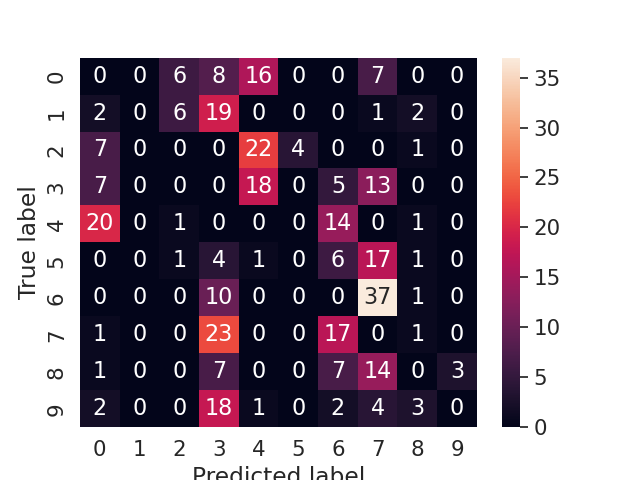 0 0 0 6 8 16 0 0 7 0 0
1 2 0 6 19 0 0 0 1 2 0
2 7 0 0 0 22 4 0 0 1 0
3 7 0 0 0 18 0 5 13 0 0
4 20 0 1 0 0 0 14 0 1 0
5 0 0 1 4 1 0 6 17 1 0
6 0 0 0 10 0 0 0 37 1 0
7 1 0 0 23 0 0 17 0 1 0
8 1 0 0 7 0 0 7 14 0 3
9 2 0 0 18 1 0 2 4 3 0
0 1 2 3 4 5 6 7 8 9
Predicted label
True label
35
30
25
20
15
10
5
0